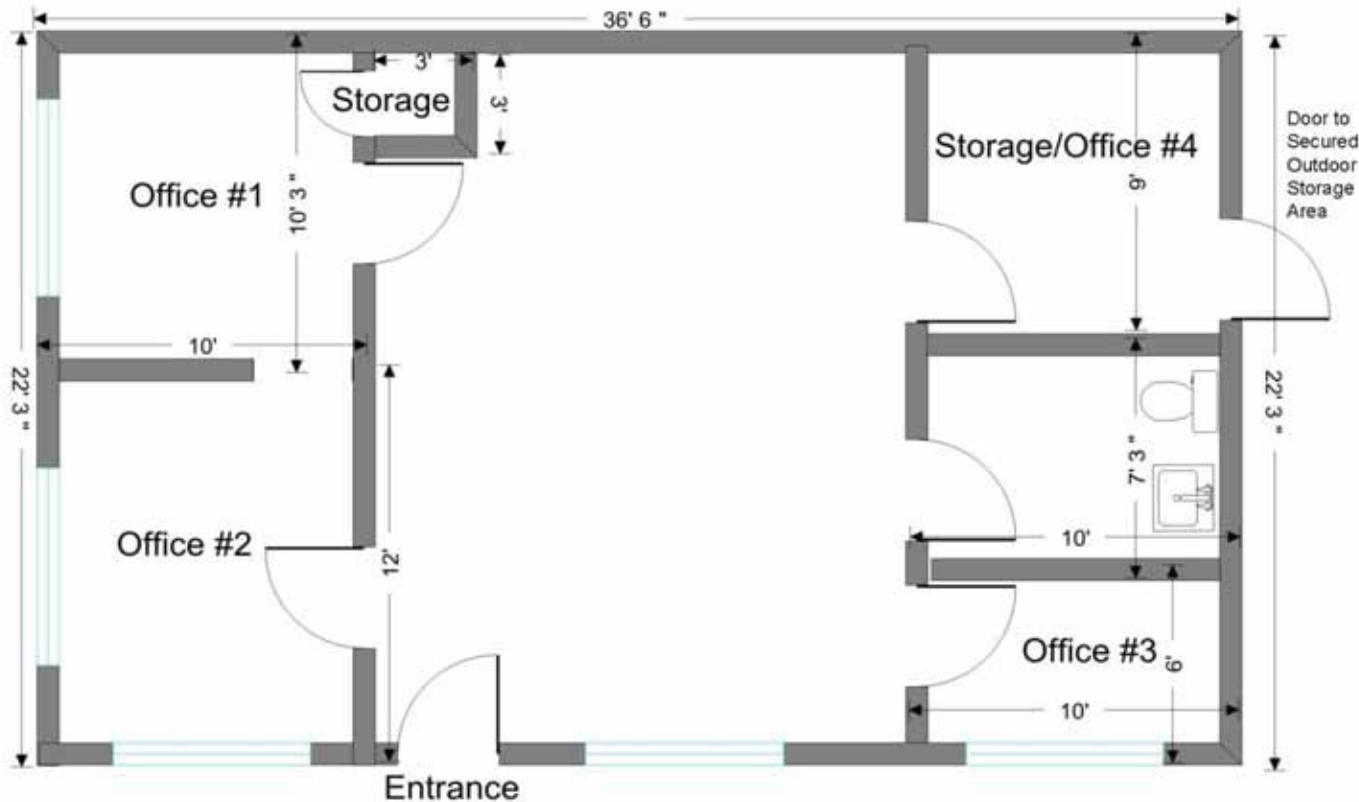 36' 6 "
3'
Storage
3'
Door to
Secured
Outdoor
Storage
Area
Storage/Office #4
9'
Office #1
10' 3 "
10'
22' 3 "
22' 3 "
7' 3 "
Office #2
12'
10'
Office #3
6'
10'
Entrance